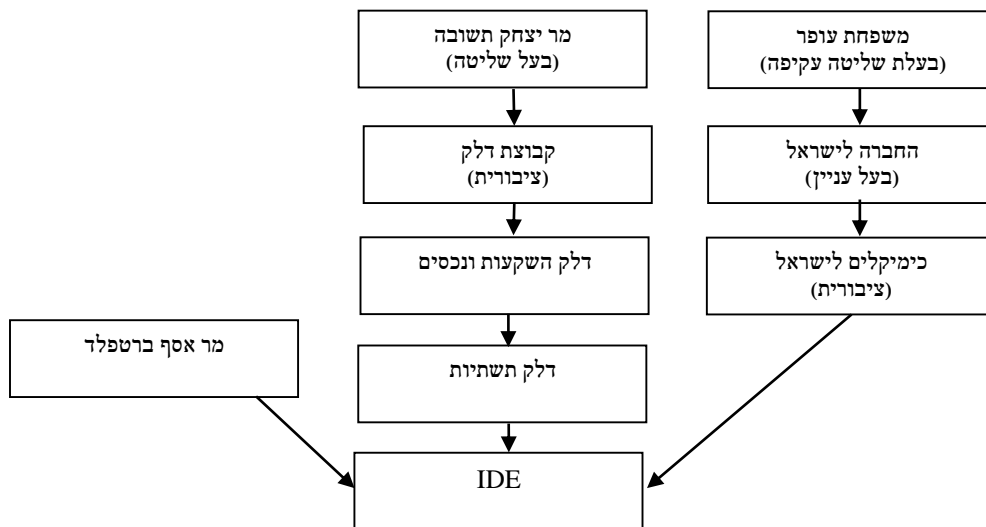 משפחת עופר
(בעלת שליטה עקיפה)
מר יצחק תשובה
(בעל שליטה)
החברה לישראל
(בעל עניין)
קבוצת דלק
(ציבורית)
כימיקלים לישראל
(ציבורית)
דלק השקעות ונכסים
דלק תשתיות
מר אסף ברטפלד
IDE